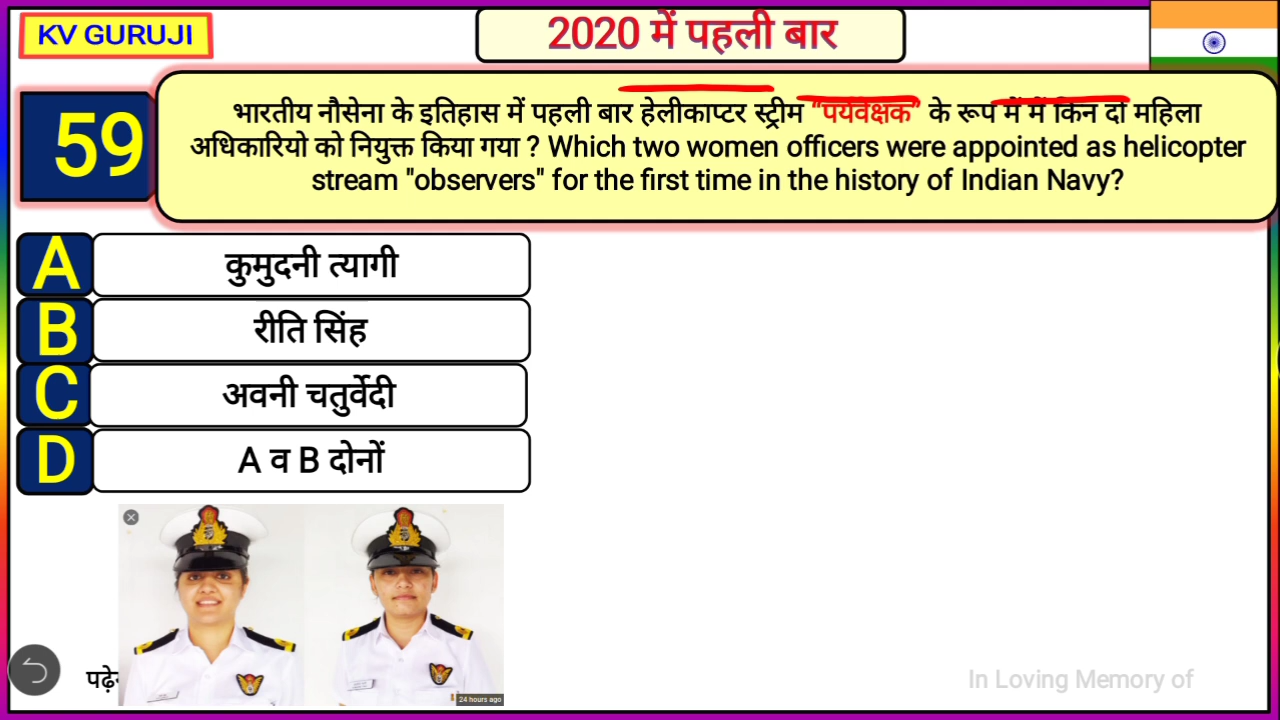 KV GURUJI
2020 में पहली बार
59
भारतीय नौसेना के इतिहास में पहली बार हेलीकाप्टर स्ट्रीम “पर्यवेक्षक” के रूप में में किन दो महिला
अधिकारियो को नियुक्त किया गया ? Which two women officers were appointed as helicopter
stream "observers" for the first time in the history of Indian Navy?
A कुमुदनी त्यागी
B रीति सिंह
C अवनी चतुर्वेदी
D A व B दोनों
24 hours ago
In Loving Memory of